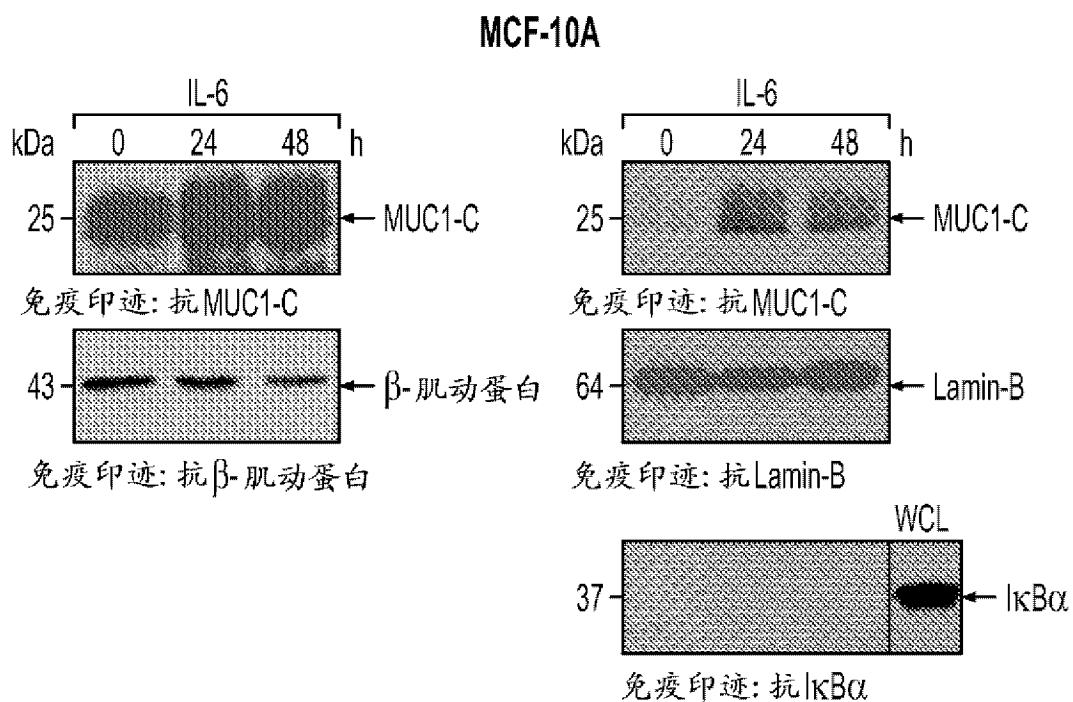 MCF-10A
IL-6
kDa 0 24 48 h
25
MUC1-C
免疫印迹: 抗MUC1-C
43
β-肌动蛋白
免疫印迹: 抗β-肌动蛋白
IL-6
kDa 0 24 48 h
25
MUC1-C
免疫印迹: 抗MUC1-C
64
Lamin-B
免疫印迹: 抗Lamin-B
WCL
37
IκBα
免疫印迹: 抗IκBα